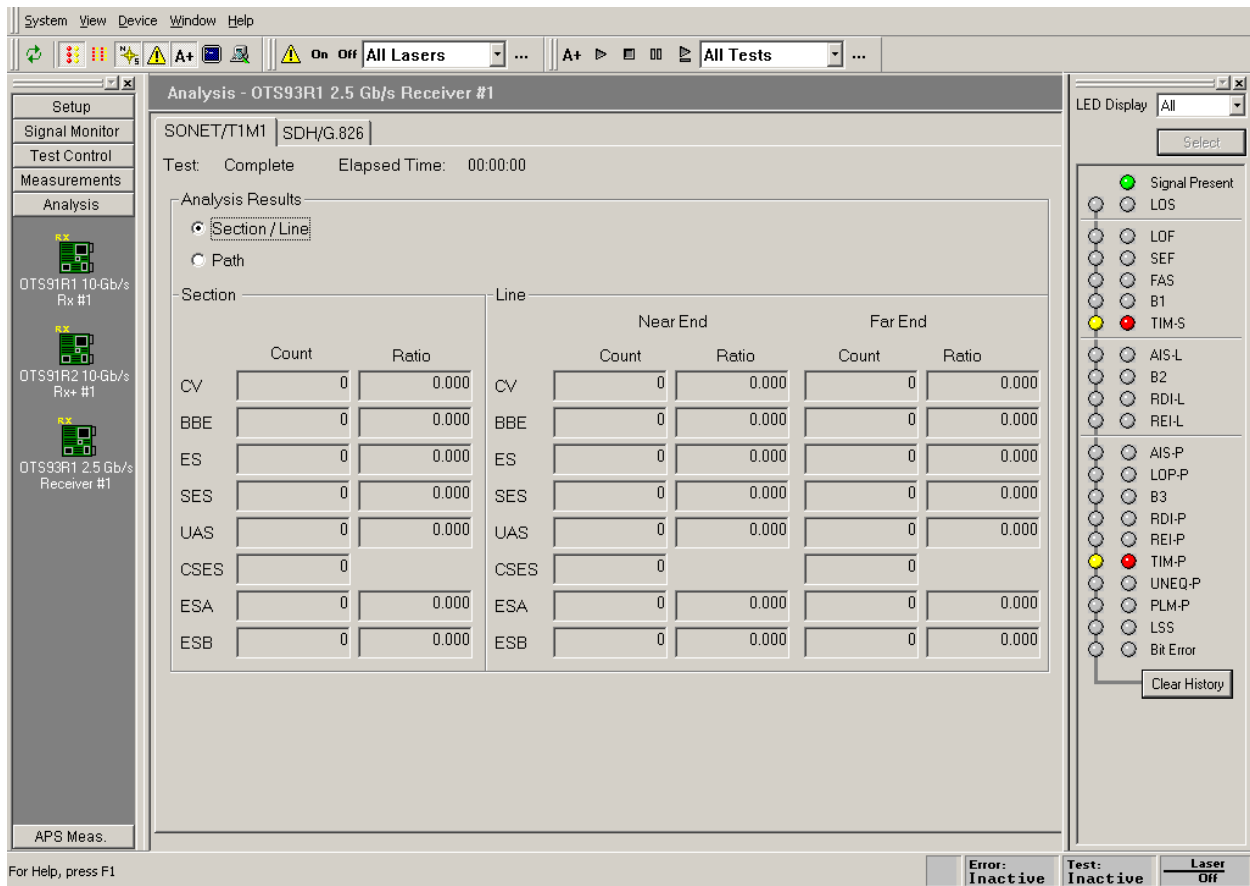 System View Device Window Help
A+ On Off All Lasers ... A+ All Tests ...
Setup
Signal Monitor
Test Control
Measurements
Analysis
RX
OTS91R1 10-Gb/s
Rx #1
RX
OTS91R2 10-Gb/s
Rx+ #1
RX
OTS93R1 2.5 Gb/s
Receiver #1
APS Meas.
Analysis - OTS93R1 2.5 Gb/s Receiver #1
SONET/T1M1 SDH/G.826
Test: Complete Elapsed Time: 00:00:00
Analysis Results
Section / Line
Path
Section Line
Near End Far End
Count Ratio Count Ratio Count Ratio
CV 0 0.000 CV 0 0.000 0 0.000
BBE 0 0.000 BBE 0 0.000 0 0.000
ES 0 0.000 ES 0 0.000 0 0.000
SES 0 0.000 SES 0 0.000 0 0.000
UAS 0 0.000 UAS 0 0.000 0 0.000
CSES 0 CSES 0 0
ESA 0 0.000 ESA 0 0.000 0 0.000
ESB 0 0.000 ESB 0 0.000 0 0.000
LED Display All
Select
Signal Present
LOS
LOF
SEF
FAS
B1
TIM-S
AIS-L
B2
RDI-L
REI-L
AIS-P
LOP-P
B3
RDI-P
REI-P
TIM-P
UNEQ-P
PLM-P
LSS
Bit Error
Clear History
For Help, press F1
Error: Inactive
Test: Inactive
Laser Off